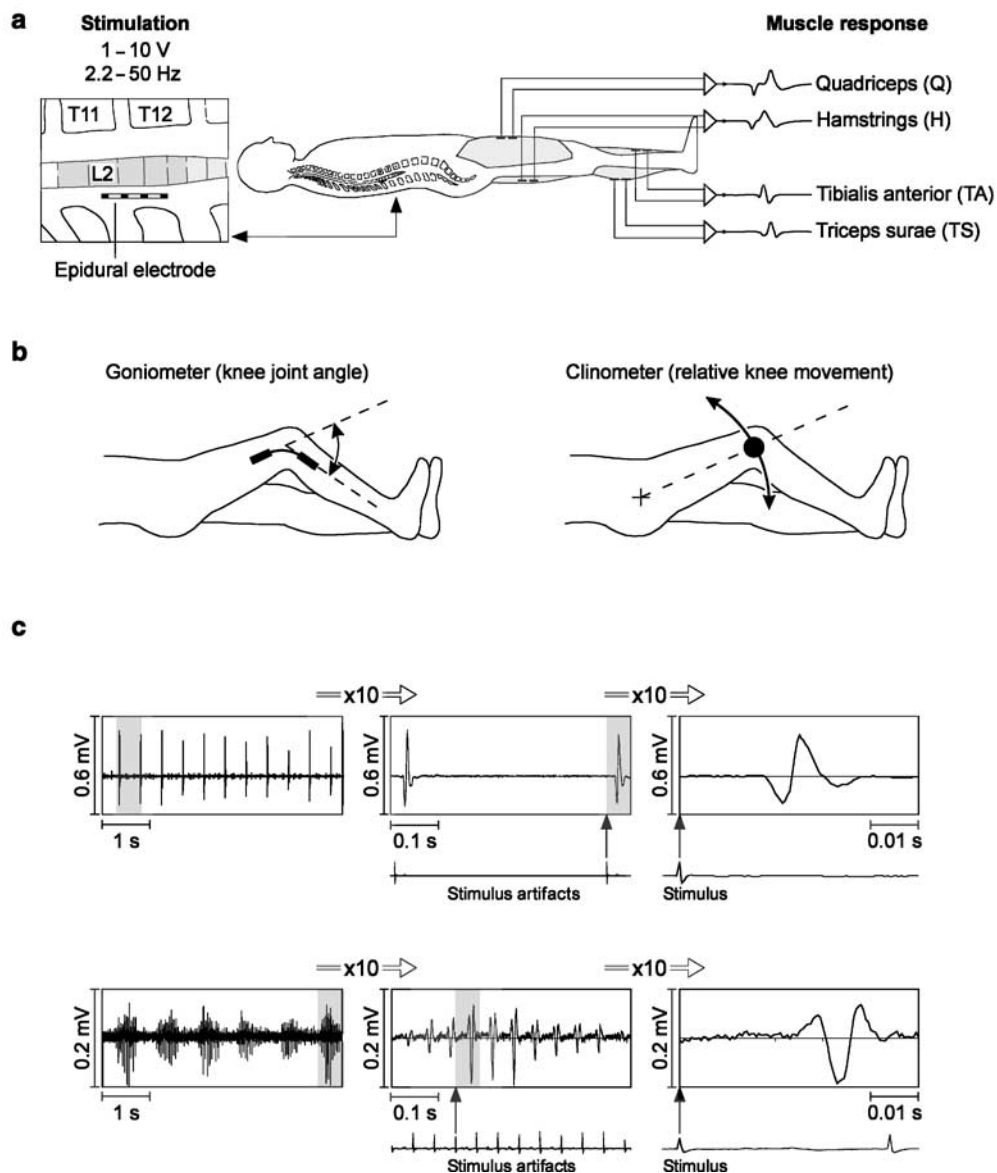 a
Stimulation
1 – 10 V
2.2 – 50 Hz
T11 T12
L2
Epidural electrode
Muscle response
Quadriceps (Q)
Hamstrings (H)
Tibialis anterior (TA)
Triceps surae (TS)
b
Goniometer (knee joint angle)
Clinometer (relative knee movement)
c
x10 x10
0.6 mV 0.6 mV 0.6 mV
1 s 0.1 s 0.01 s
Stimulus artifacts Stimulus
x10 x10
0.2 mV 0.2 mV 0.2 mV
1 s 0.1 s 0.01 s
Stimulus artifacts Stimulus